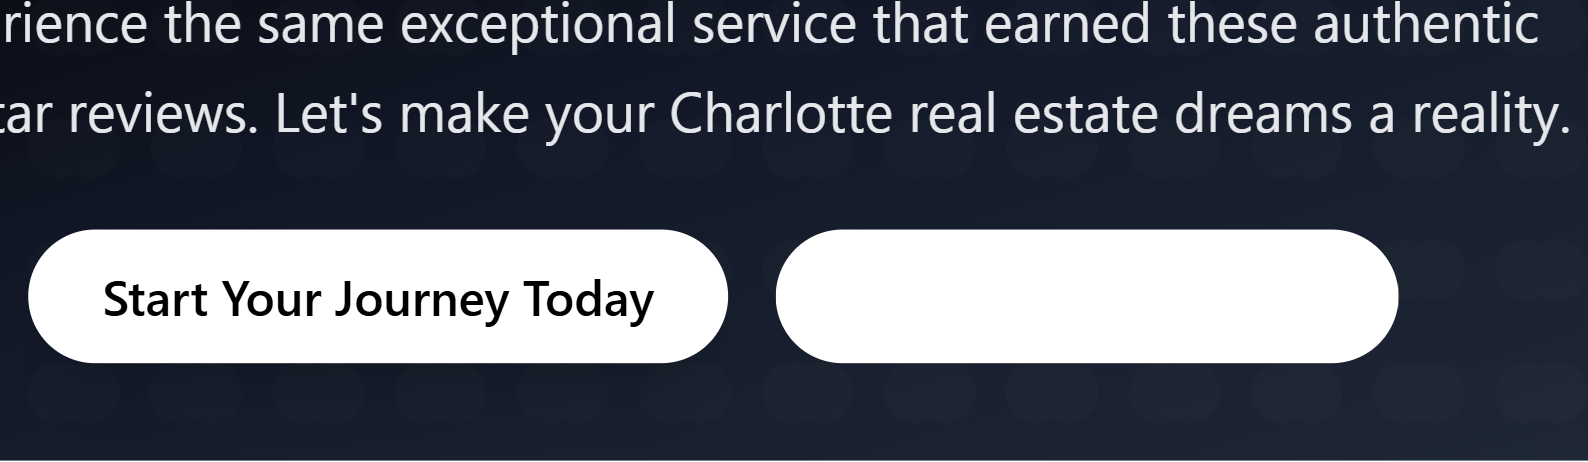 rience the same exceptional service that earned these authentic
tar reviews. Let's make your Charlotte real estate dreams a reality.
Start Your Journey Today